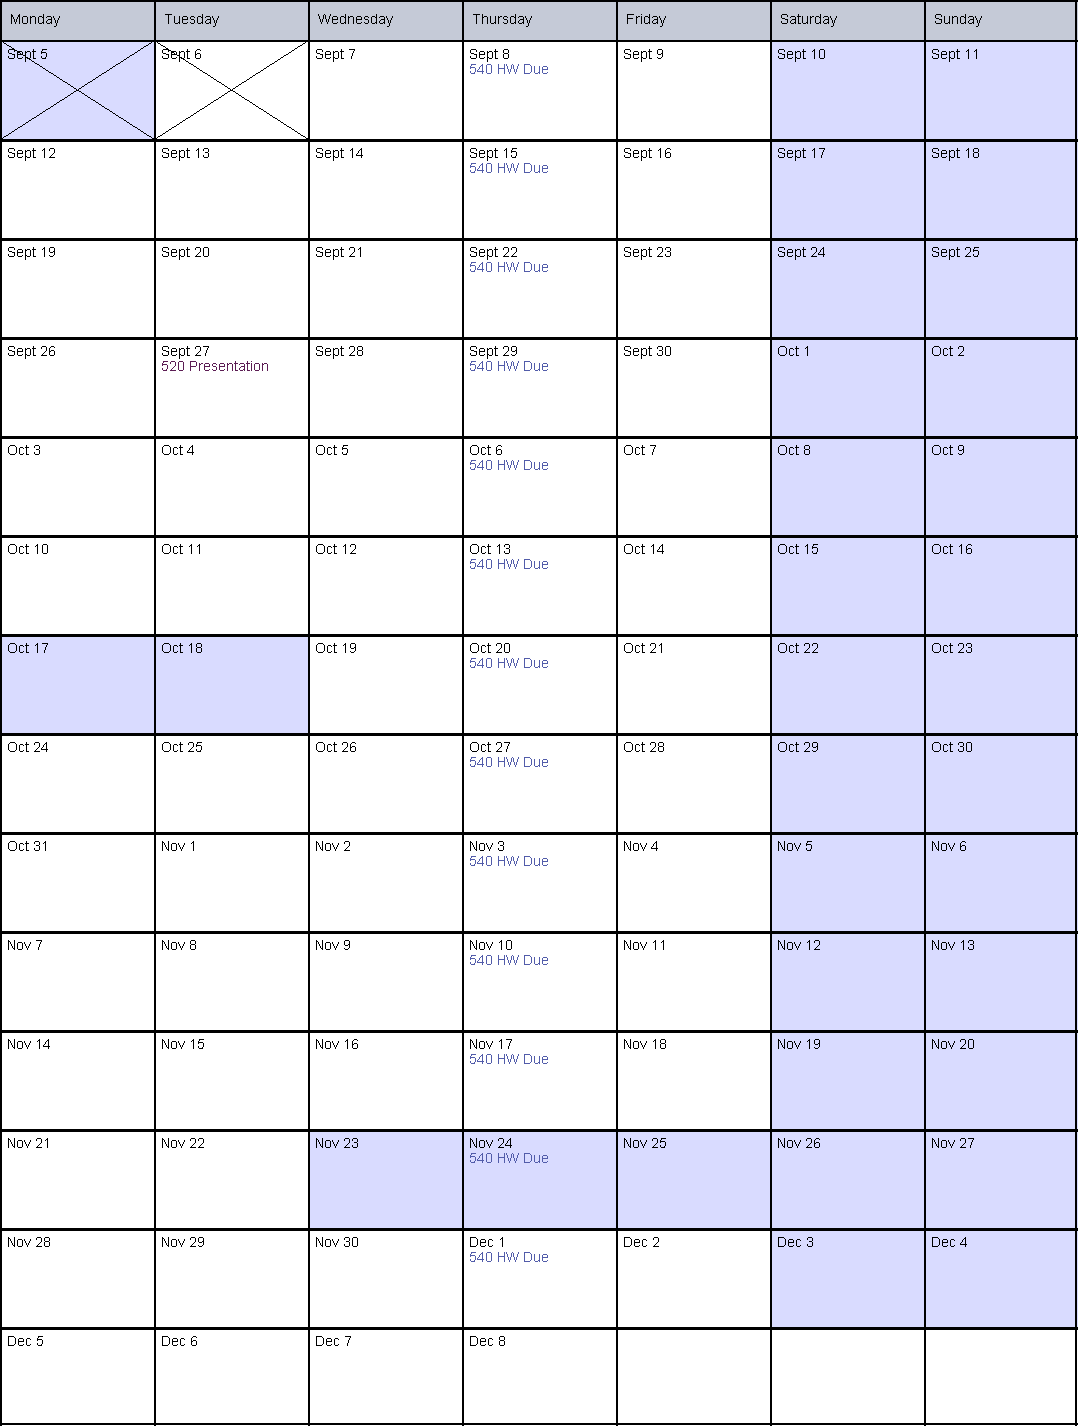 Monday Tuesday Wednesday Thursday Friday Saturday Sunday
Sept 5 Sept 6 Sept 7 Sept 8 Sept 9 Sept 10 Sept 11
540 HW Due
Sept 12 Sept 13 Sept 14 Sept 15 Sept 16 Sept 17 Sept 18
540 HW Due
Sept 19 Sept 20 Sept 21 Sept 22 Sept 23 Sept 24 Sept 25
540 HW Due
Sept 26 Sept 27 Sept 28 Sept 29 Sept 30 Oct 1 Oct 2
520 Presentation 540 HW Due
Oct 3 Oct 4 Oct 5 Oct 6 Oct 7 Oct 8 Oct 9
540 HW Due
Oct 10 Oct 11 Oct 12 Oct 13 Oct 14 Oct 15 Oct 16
540 HW Due
Oct 17 Oct 18 Oct 19 Oct 20 Oct 21 Oct 22 Oct 23
540 HW Due
Oct 24 Oct 25 Oct 26 Oct 27 Oct 28 Oct 29 Oct 30
540 HW Due
Oct 31 Nov 1 Nov 2 Nov 3 Nov 4 Nov 5 Nov 6
540 HW Due
Nov 7 Nov 8 Nov 9 Nov 10 Nov 11 Nov 12 Nov 13
540 HW Due
Nov 14 Nov 15 Nov 16 Nov 17 Nov 18 Nov 19 Nov 20
540 HW Due
Nov 21 Nov 22 Nov 23 Nov 24 Nov 25 Nov 26 Nov 27
540 HW Due
Nov 28 Nov 29 Nov 30 Dec 1 Dec 2 Dec 3 Dec 4
540 HW Due
Dec 5 Dec 6 Dec 7 Dec 8